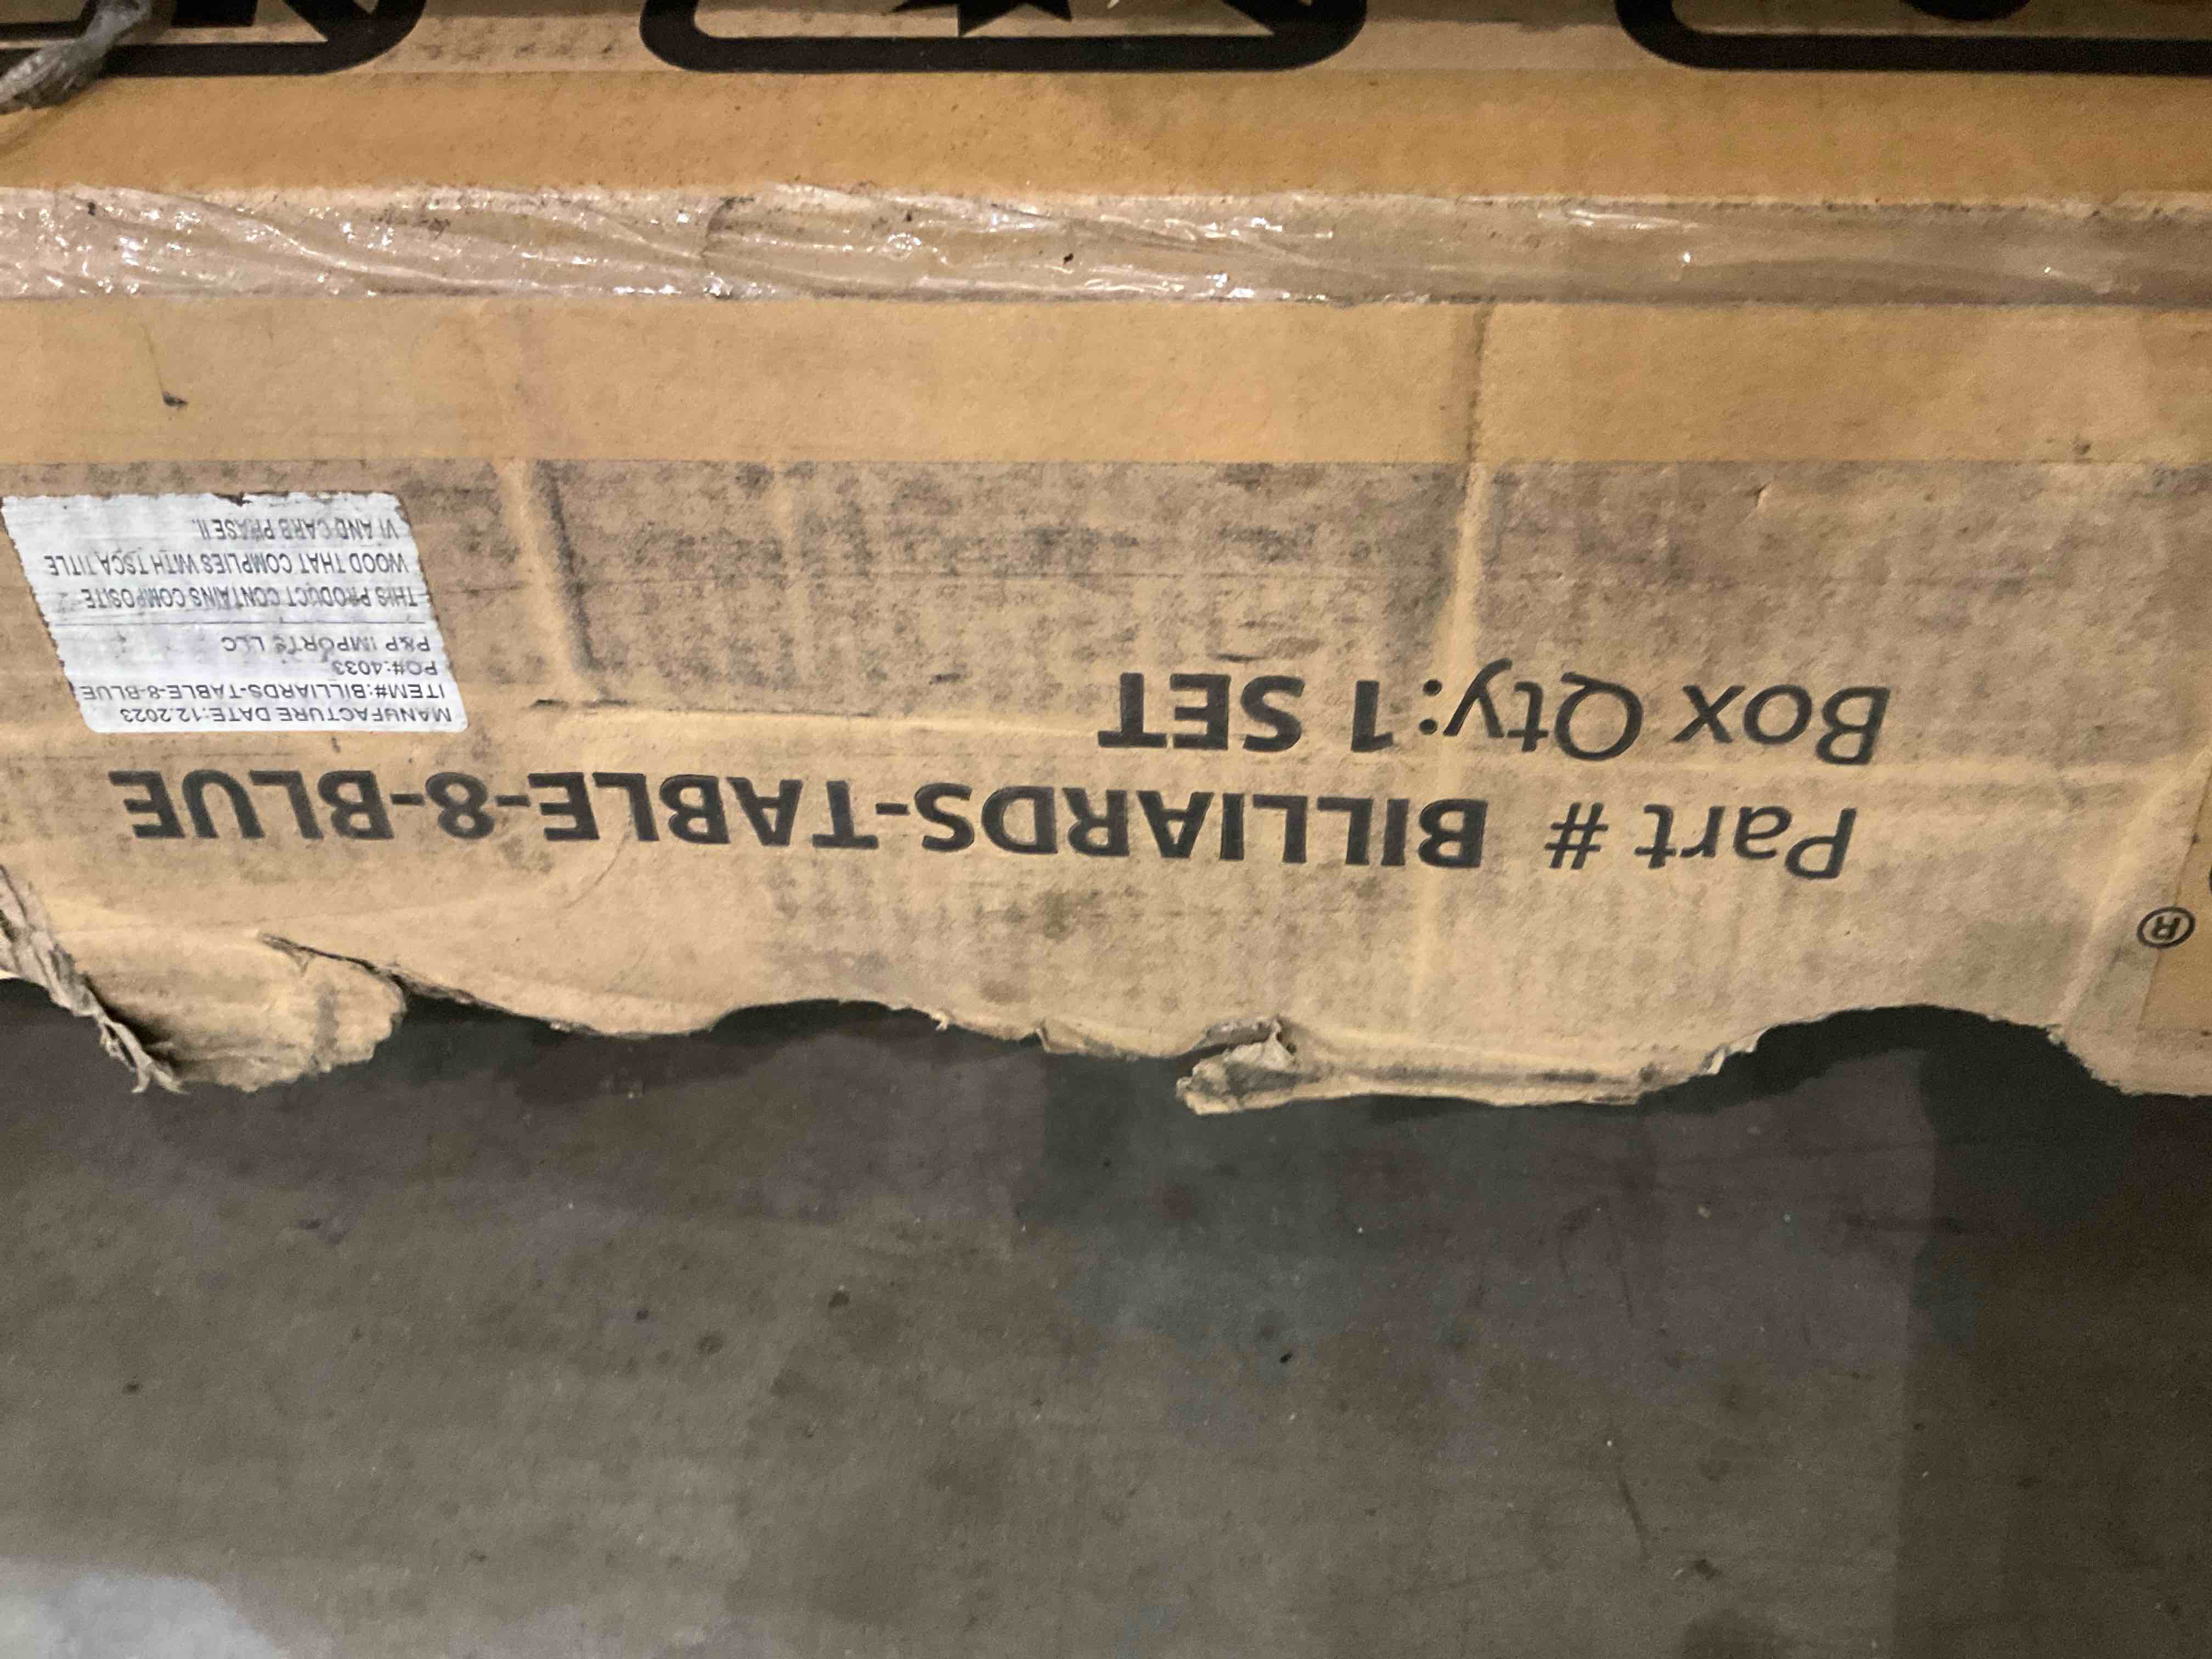 Part # BILLIARDS-TABLE-8-BLUE
Box Qty:1 SET
MANUFACTURE DATE:12.2023
ITEM#:BILLIARDS-TABLE-8-BLUE
PO#:4033
P&P IMPORTS LLC
THIS PRODUCT CONTAINS COMPOSITE
WOOD THAT COMPLIES WITH TSCA TITLE
VI AND CARB PHASE II.
®